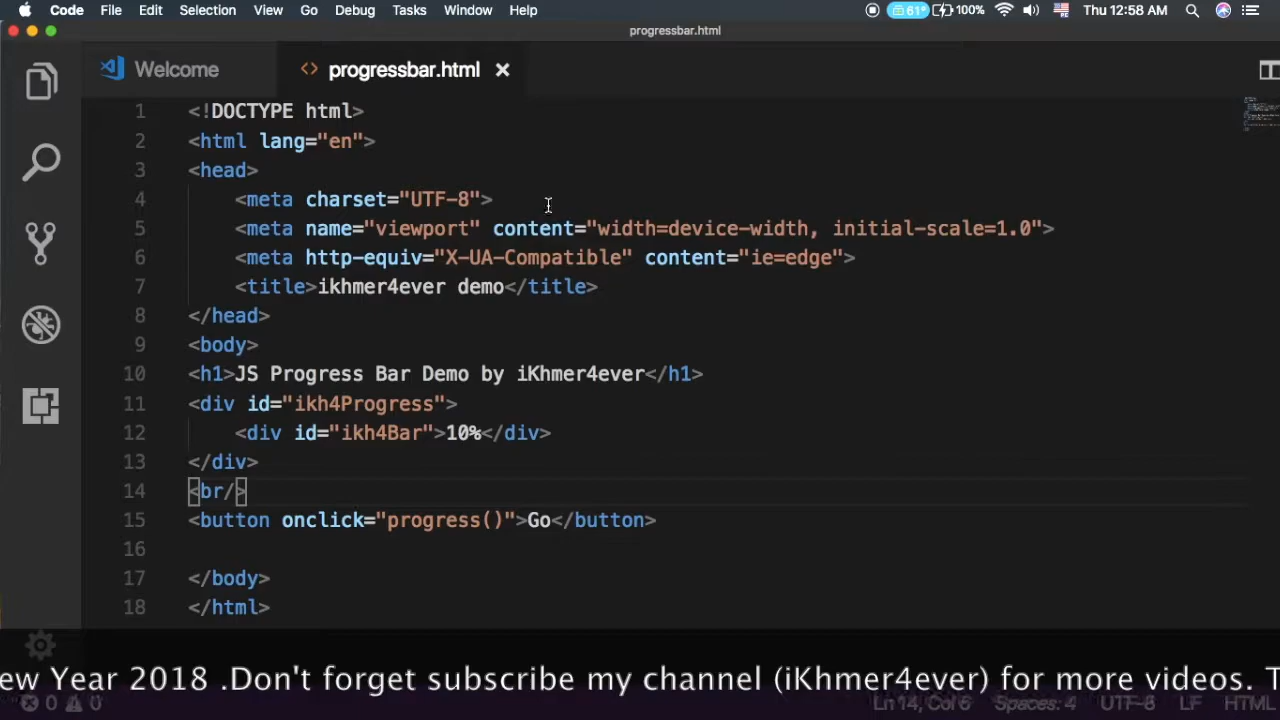 Code File Edit Selection View Go Debug Tasks Window Help 61° 100% Thu 12:58 AM
progressbar.html
Welcome progressbar.html
1 <!DOCTYPE html>
2 <html lang="en">
3 <head>
4 <meta charset="UTF-8">
5 <meta name="viewport" content="width=device-width, initial-scale=1.0">
6 <meta http-equiv="X-UA-Compatible" content="ie=edge">
7 <title>ikhmer4ever demo</title>
8 </head>
9 <body>
10 <h1>JS Progress Bar Demo by iKhmer4ever</h1>
11 <div id="ikh4Progress">
12 <div id="ikh4Bar">10%</div>
13 </div>
14 <br/>
15 <button onclick="progress()">Go</button>
16
17 </body>
18 </html>
ew Year 2018 .Don't forget subscribe my channel (iKhmer4ever) for more videos. T
0 0 Ln 14, Col 6 Spaces: 4 UTF-8 LF HTML